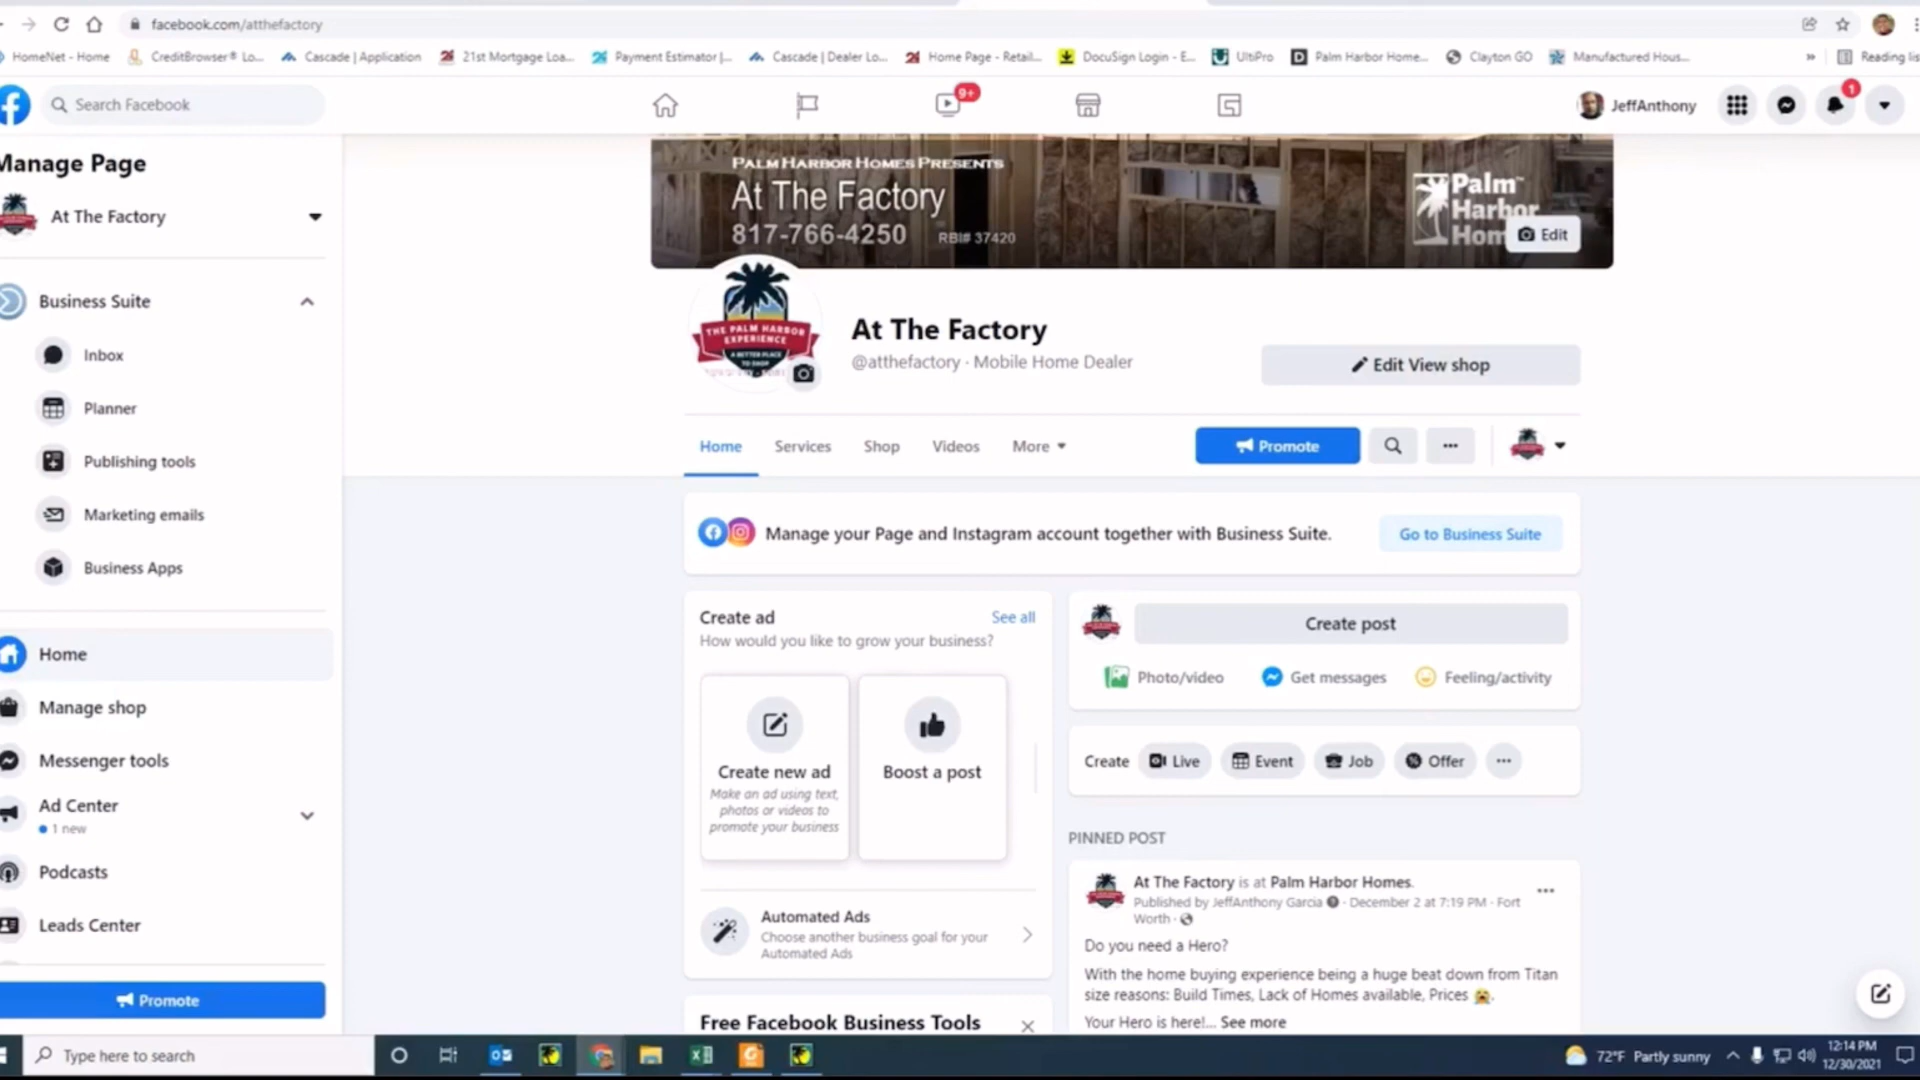 facebook.com/atthefactory
HomeNet - Home
CreditBrowser® Lo...
Cascade | Application
21st Mortgage Loa...
Payment Estimator |...
Cascade | Dealer Lo...
Home Page - Retail...
DocuSign Login - E...
UltiPro
Palm Harbor Home...
Clayton GO
Manufactured Hous...
»
Reading lis
Search Facebook
9+
JeffAnthony
1
Manage Page
At The Factory
Business Suite
Inbox
Planner
Publishing tools
Marketing emails
Business Apps
Home
Manage shop
Messenger tools
Ad Center
1 new
Podcasts
Leads Center
Promote
PALM HARBOR HOMES PRESENTS
At The Factory
817-766-4250 RBI# 37420
Palm™
Harbor
Hom
Edit
THE PALM HARBOR
EXPERIENCE
A BETTER PLACE
TO SHOP
At The Factory
@atthefactory · Mobile Home Dealer
Edit View shop
Home
Services
Shop
Videos
More
Promote
Manage your Page and Instagram account together with Business Suite.
Go to Business Suite
Create ad
See all
How would you like to grow your business?
Create new ad
Make an ad using text,
photos or videos to
promote your business
Boost a post
Automated Ads
Choose another business goal for your
Automated Ads
Free Facebook Business Tools
Create post
Photo/video
Get messages
Feeling/activity
Create
Live
Event
Job
Offer
PINNED POST
At The Factory is at Palm Harbor Homes.
Published by JeffAnthony Garcia · December 2 at 7:19 PM · Fort
Worth ·
Do you need a Hero?
With the home buying experience being a huge beat down from Titan
size reasons: Build Times, Lack of Homes available, Prices 😭.
Your Hero is here!... See more
Type here to search
72°F Partly sunny
12:14 PM
12/30/2021